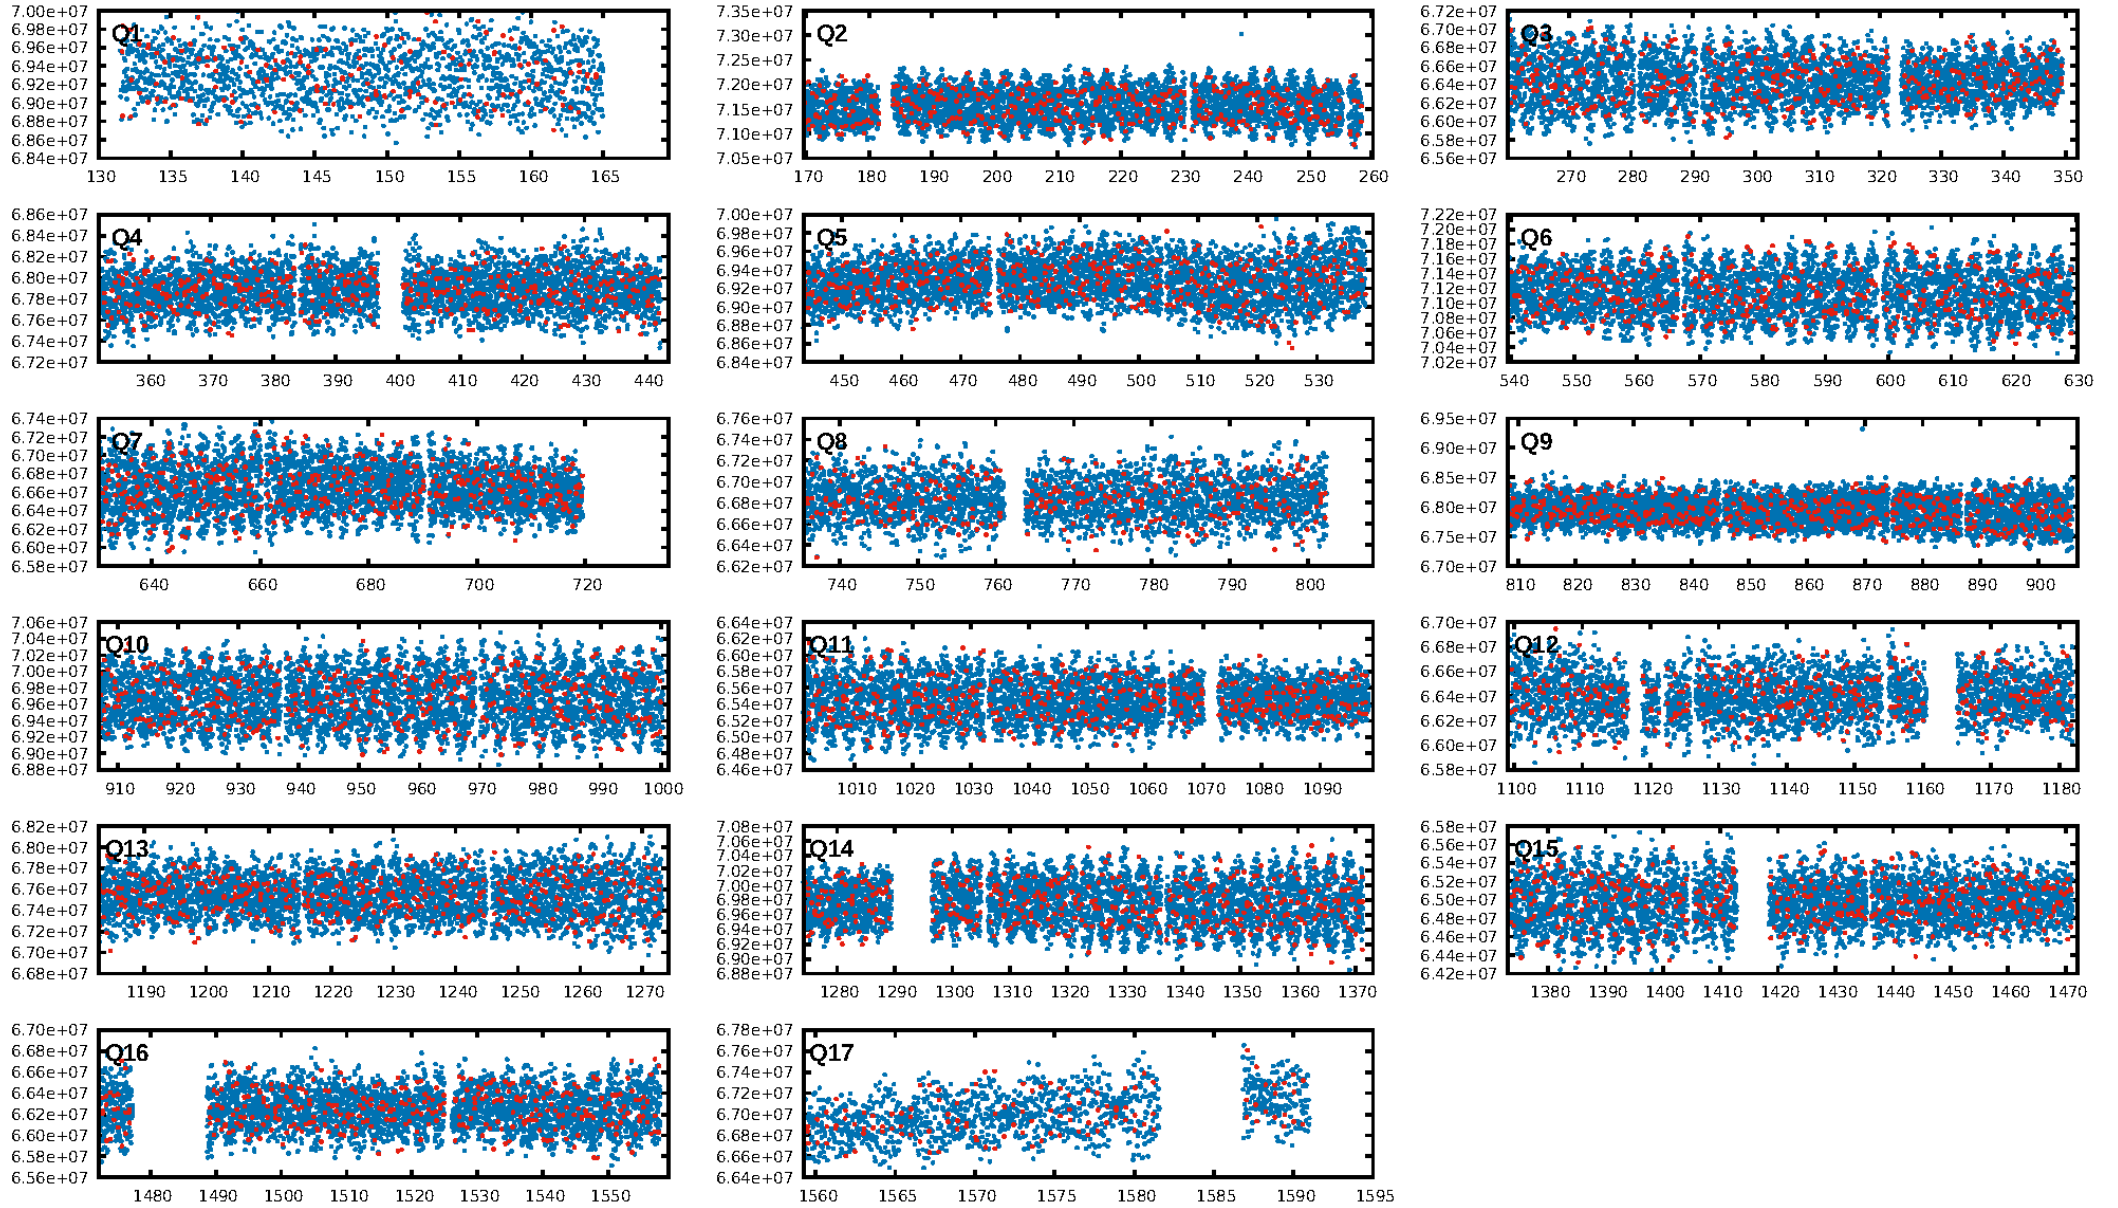 7.00e+07
6.98e+07
6.96e+07
6.94e+07
6.92e+07
6.90e+07
6.88e+07
6.86e+07
6.84e+07
Q1
130 135 140 145 150 155 160 165
7.35e+07
7.30e+07
7.25e+07
7.20e+07
7.15e+07
7.10e+07
7.05e+07
Q2
170 180 190 200 210 220 230 240 250 260
6.72e+07
6.70e+07
6.68e+07
6.66e+07
6.64e+07
6.62e+07
6.60e+07
6.58e+07
6.56e+07
Q3
270 280 290 300 310 320 330 340 350
6.86e+07
6.84e+07
6.82e+07
6.80e+07
6.78e+07
6.76e+07
6.74e+07
6.72e+07
Q4
360 370 380 390 400 410 420 430 440
7.00e+07
6.98e+07
6.96e+07
6.94e+07
6.92e+07
6.90e+07
6.88e+07
6.86e+07
6.84e+07
Q5
450 460 470 480 490 500 510 520 530
7.22e+07
7.20e+07
7.18e+07
7.16e+07
7.14e+07
7.12e+07
7.10e+07
7.08e+07
7.06e+07
7.04e+07
7.02e+07
Q6
540 550 560 570 580 590 600 610 620 630
6.74e+07
6.72e+07
6.70e+07
6.68e+07
6.66e+07
6.64e+07
6.62e+07
6.60e+07
6.58e+07
Q7
640 660 680 700 720
6.76e+07
6.74e+07
6.72e+07
6.70e+07
6.68e+07
6.66e+07
6.64e+07
6.62e+07
Q8
740 750 760 770 780 790 800
6.95e+07
6.90e+07
6.85e+07
6.80e+07
6.75e+07
6.70e+07
Q9
810 820 830 840 850 860 870 880 890 900
7.06e+07
7.04e+07
7.02e+07
7.00e+07
6.98e+07
6.96e+07
6.94e+07
6.92e+07
6.90e+07
6.88e+07
Q10
910 920 930 940 950 960 970 980 990 1000
6.64e+07
6.62e+07
6.60e+07
6.58e+07
6.56e+07
6.54e+07
6.52e+07
6.50e+07
6.48e+07
6.46e+07
Q11
1010 1020 1030 1040 1050 1060 1070 1080 1090
6.70e+07
6.68e+07
6.66e+07
6.64e+07
6.62e+07
6.60e+07
6.58e+07
Q12
1100 1110 1120 1130 1140 1150 1160 1170 1180
6.82e+07
6.80e+07
6.78e+07
6.76e+07
6.74e+07
6.72e+07
6.70e+07
6.68e+07
Q13
1190 1200 1210 1220 1230 1240 1250 1260 1270
7.08e+07
7.06e+07
7.04e+07
7.02e+07
7.00e+07
6.98e+07
6.96e+07
6.94e+07
6.92e+07
6.90e+07
6.88e+07
Q14
1280 1290 1300 1310 1320 1330 1340 1350 1360 1370
6.58e+07
6.56e+07
6.54e+07
6.52e+07
6.50e+07
6.48e+07
6.46e+07
6.44e+07
6.42e+07
Q15
1380 1390 1400 1410 1420 1430 1440 1450 1460 1470
6.70e+07
6.68e+07
6.66e+07
6.64e+07
6.62e+07
6.60e+07
6.58e+07
6.56e+07
Q16
1480 1490 1500 1510 1520 1530 1540 1550
6.78e+07
6.76e+07
6.74e+07
6.72e+07
6.70e+07
6.68e+07
6.66e+07
6.64e+07
Q17
1560 1565 1570 1575 1580 1585 1590 1595